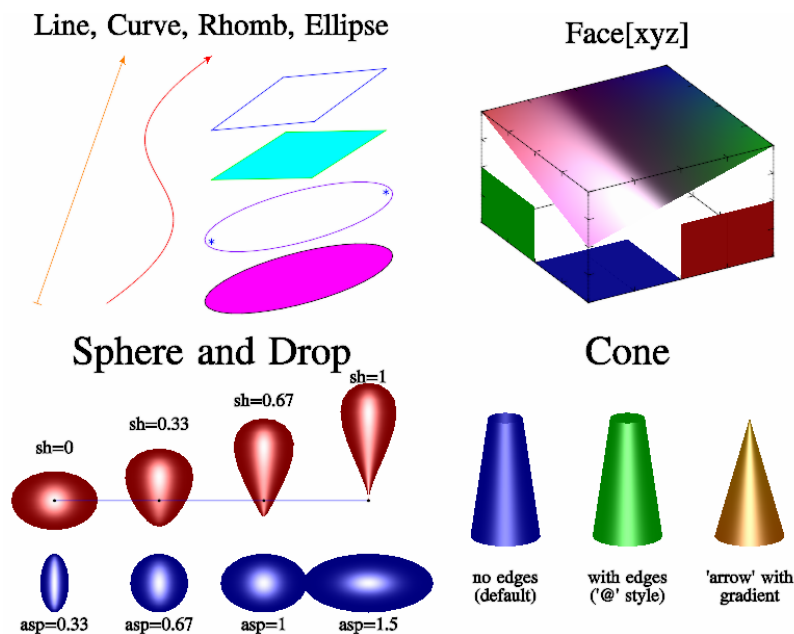 Line, Curve, Rhomb, Ellipse
Face[xyz]
Sphere and Drop
sh=0
sh=0.33
sh=0.67
sh=1
asp=0.33
asp=0.67
asp=1
asp=1.5
Cone
no edges
(default)
with edges
('@' style)
'arrow' with
gradient